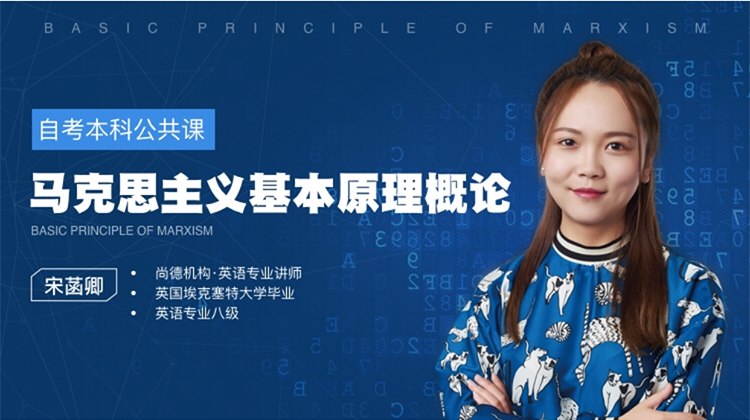 BASIC PRINCIPLE OF MARXISM
自考本科公共课
马克思主义基本原理概论
BASIC PRINCIPLE OF MARXISM
宋菡卿
尚德机构·英语专业讲师
英国埃克塞特大学毕业
英语专业八级